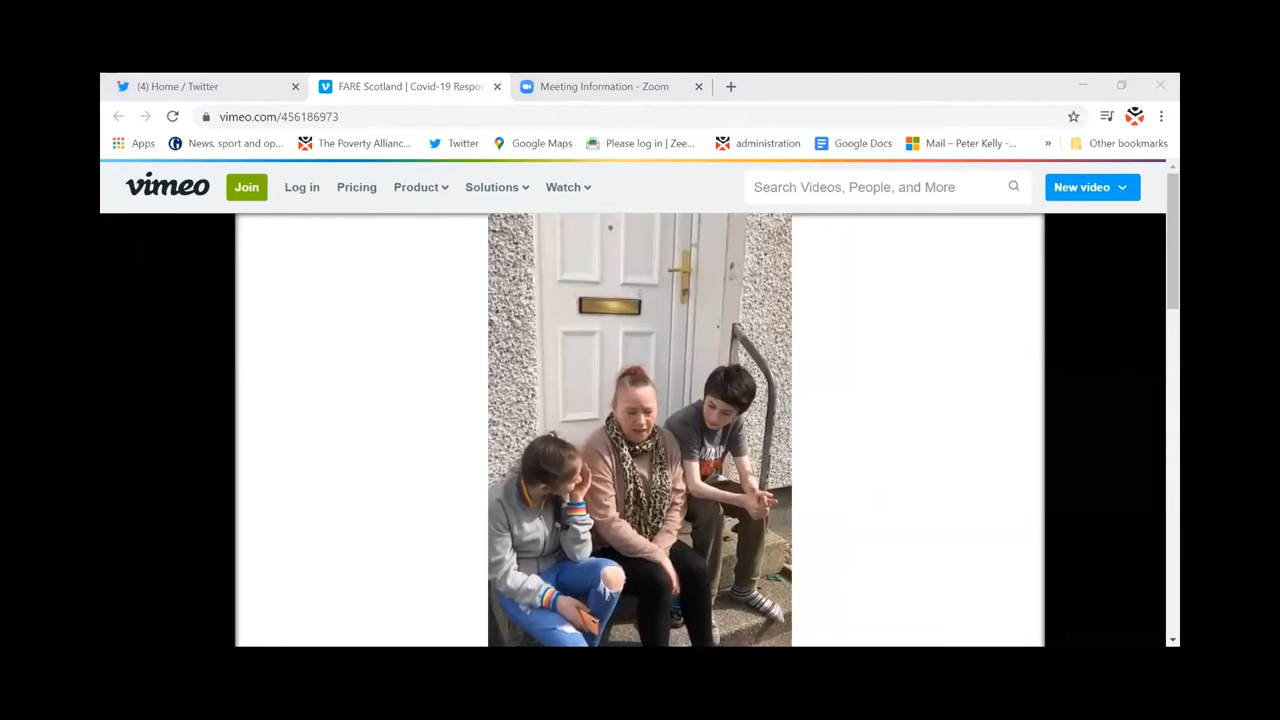 (4) Home / Twitter
FARE Scotland | Covid-19 Respor
Meeting Information - Zoom
vimeo.com/456186973
Apps
News, sport and op...
The Poverty Allianc...
Twitter
Google Maps
Please log in | Zee...
administration
Google Docs
Mail – Peter Kelly –...
Other bookmarks
vimeo
Join
Log in
Pricing
Product
Solutions
Watch
Search Videos, People, and More
New video